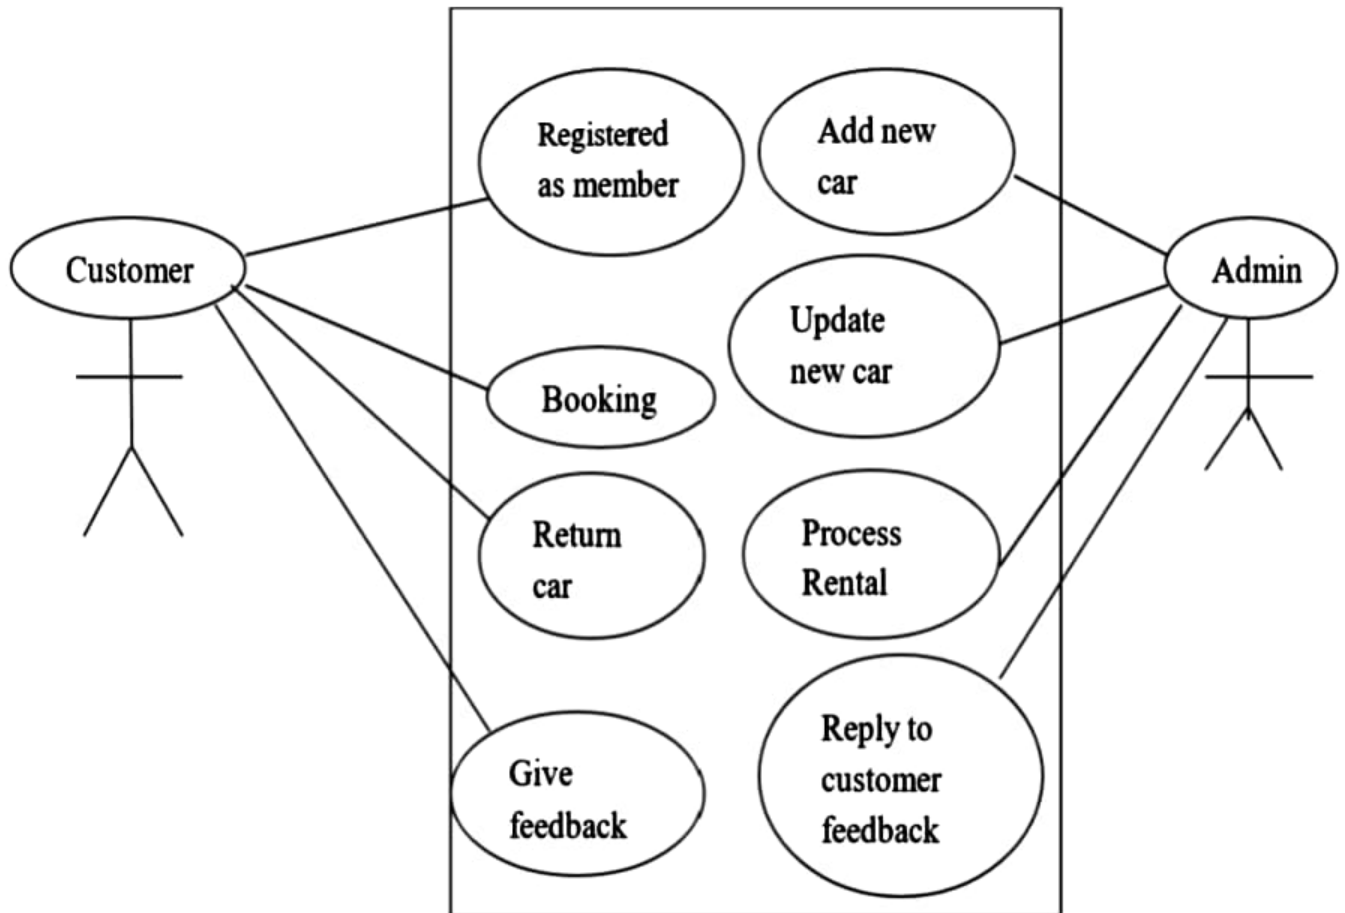 Registered
as member
Add new
car
Customer
Admin
Update
new car
Booking
Return
car
Process
Rental
Give
feedback
Reply to
customer
feedback